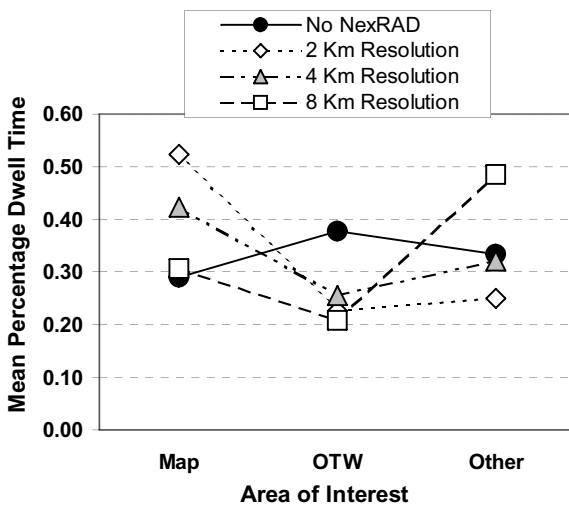 No NexRAD
2 Km Resolution
4 Km Resolution
8 Km Resolution
Mean Percentage Dwell Time
0.60
0.50
0.40
0.30
0.20
0.10
0.00
Map OTW Other
Area of Interest